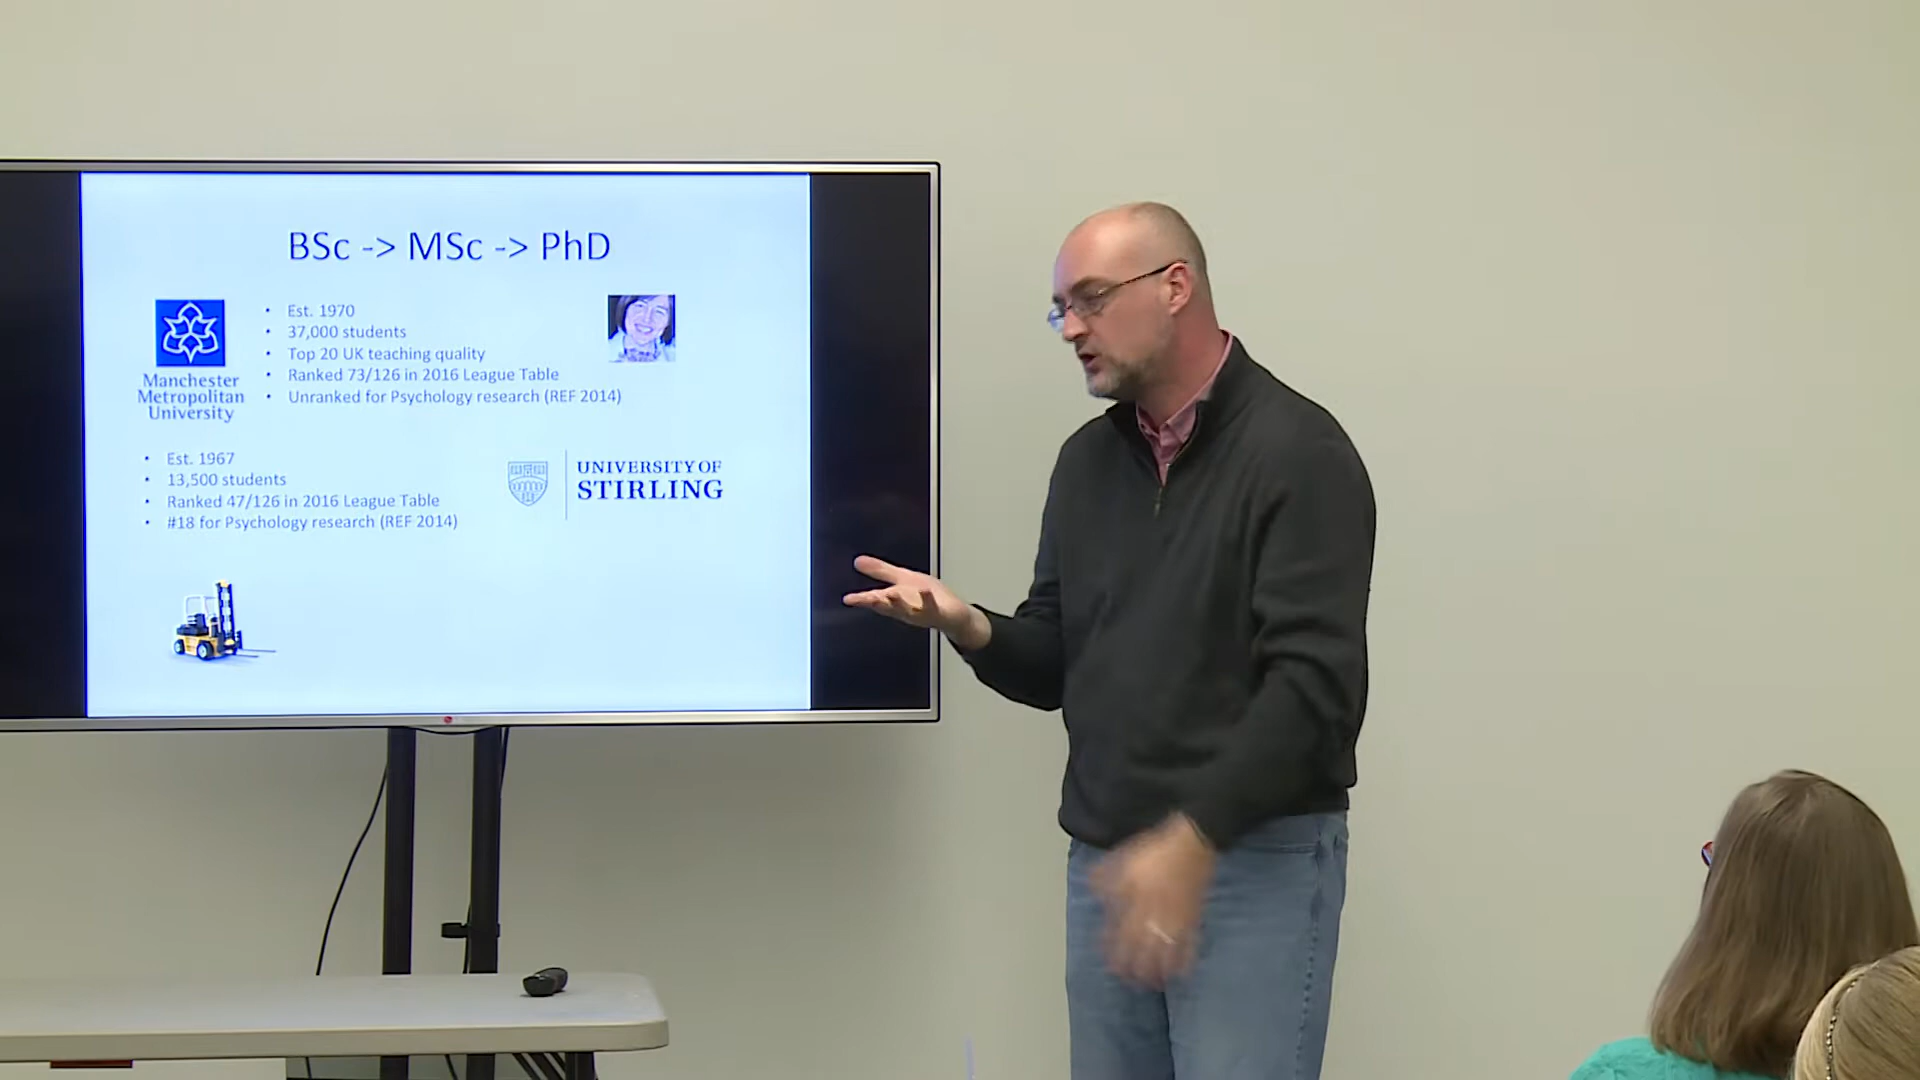 BSc -> MSc -> PhD
Manchester
Metropolitan
University
• Est. 1970
• 37,000 students
• Top 20 UK teaching quality
• Ranked 73/126 in 2016 League Table
• Unranked for Psychology research (REF 2014)
• Est. 1967
• 13,500 students
• Ranked 47/126 in 2016 League Table
• #18 for Psychology research (REF 2014)
UNIVERSITY OF
STIRLING